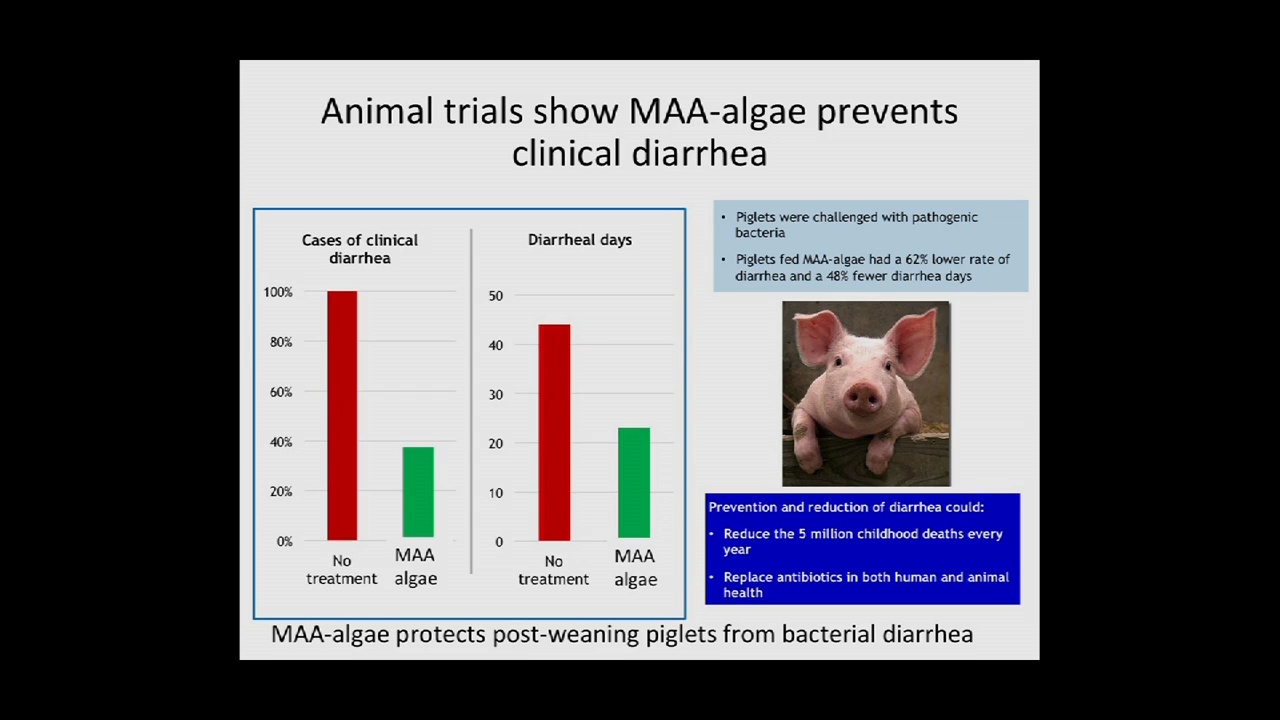 Animal trials show MAA-algae prevents
clinical diarrhea
Cases of clinical
diarrhea
100%
80%
60%
40%
20%
0%
No
treatment
MAA
algae
Diarrheal days
50
40
30
20
10
0
No
treatment
MAA
algae
• Piglets were challenged with pathogenic
bacteria
• Piglets fed MAA-algae had a 62% lower rate of
diarrhea and a 48% fewer diarrhea days
Prevention and reduction of diarrhea could:
• Reduce the 5 million childhood deaths every
year
• Replace antibiotics in both human and animal
health
MAA-algae protects post-weaning piglets from bacterial diarrhea